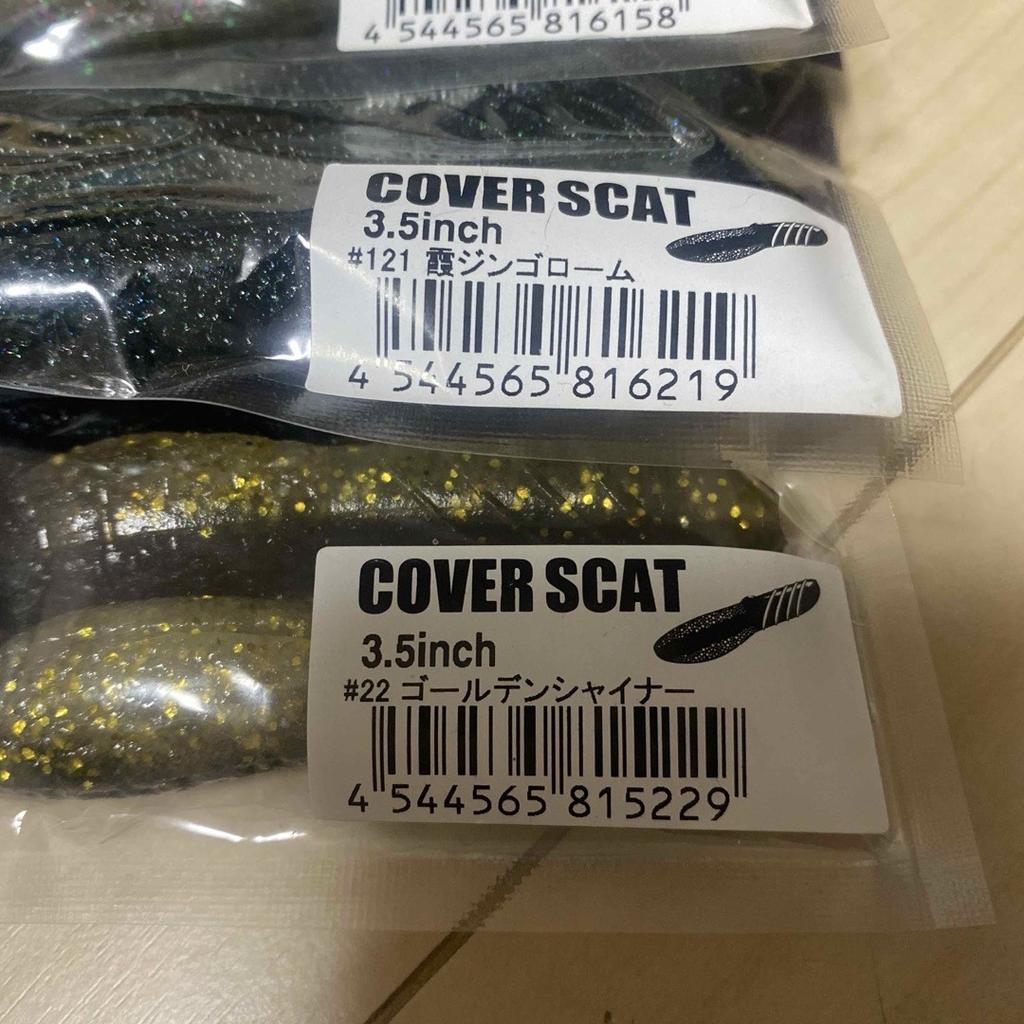 4 544565 816158
COVER SCAT
3.5inch
#121 霞ジンゴローム
4 544565 816219
COVER SCAT
3.5inch
#22 ゴールデンシャイナー
4 544565 815229